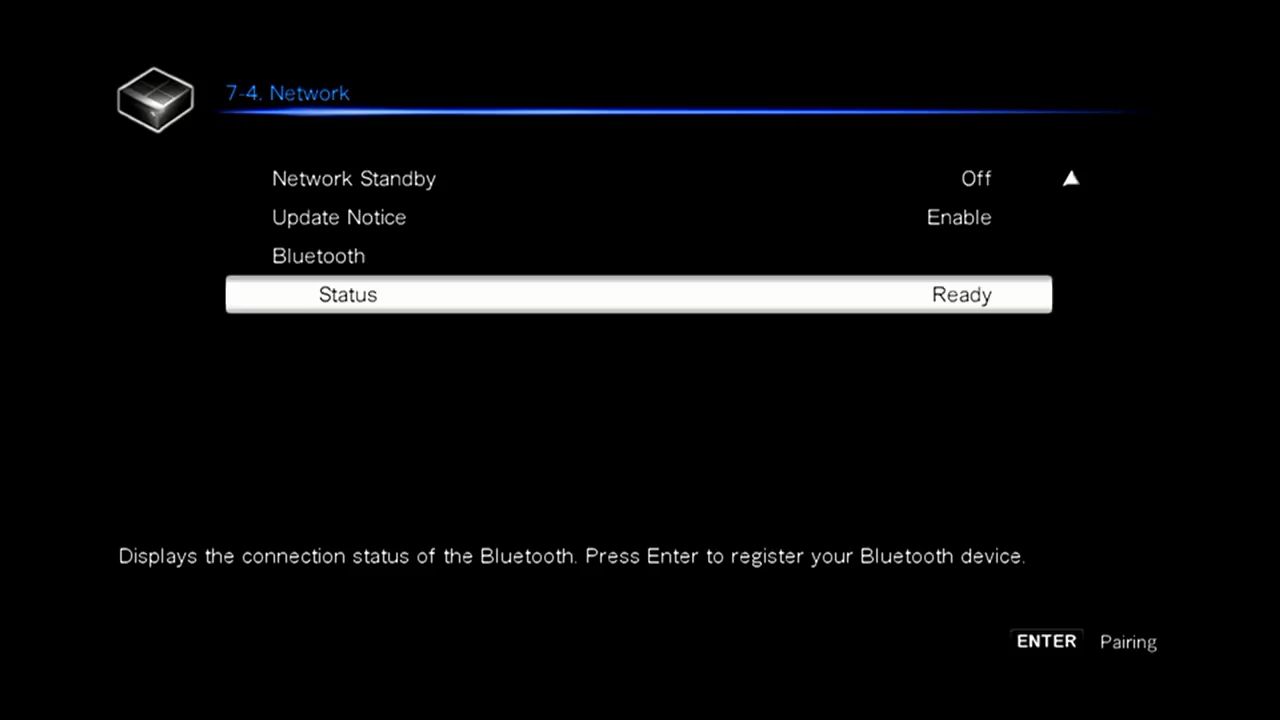 7-4. Network
Network Standby Off
Update Notice Enable
Bluetooth
Status Ready
Displays the connection status of the Bluetooth. Press Enter to register your Bluetooth device.
ENTER Pairing